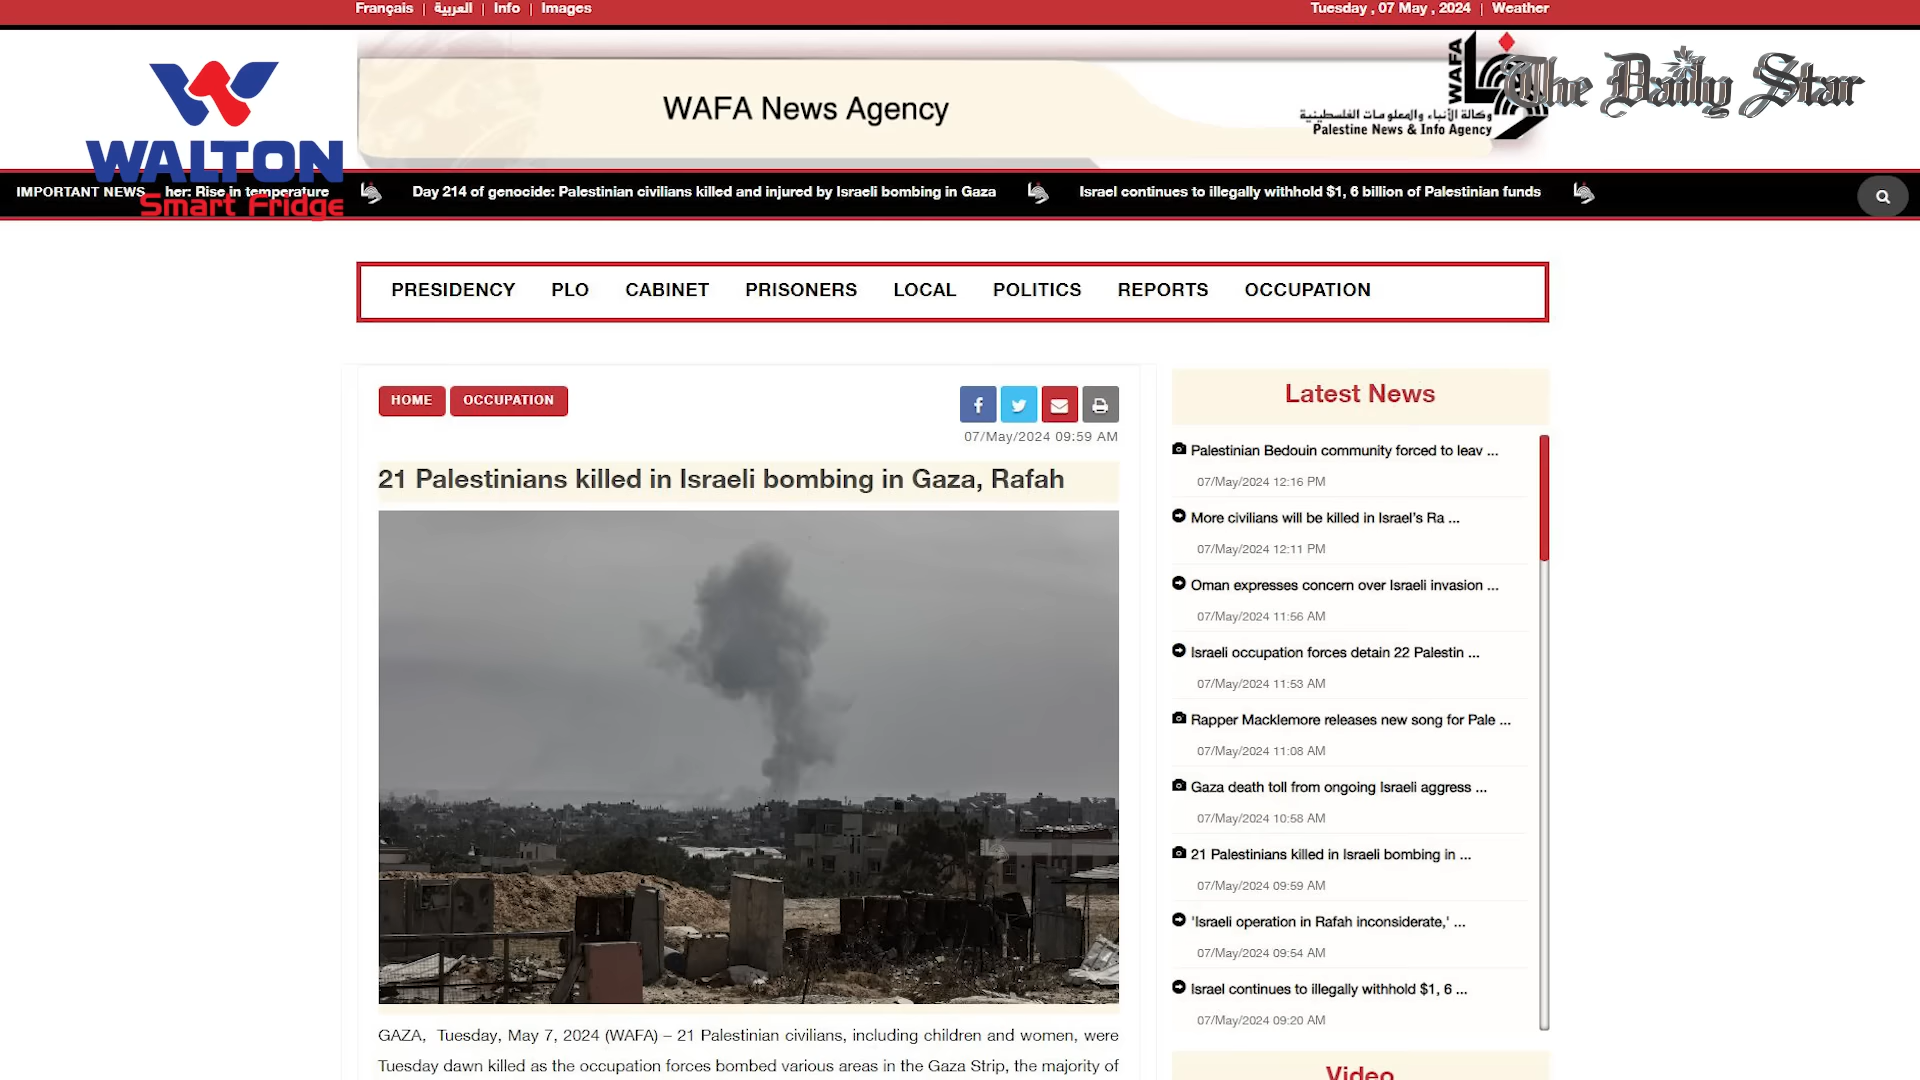 Français | العربية | Info | Images
Tuesday , 07 May , 2024 | Weather
WALTON
Smart Fridge
WAFA News Agency
WAFA
وكالة الأنباء والمعلومات الفلسطينية
Palestine News & Info Agency
The Daily Star
IMPORTANT NEWS her: Rise in temperature Day 214 of genocide: Palestinian civilians killed and injured by Israeli bombing in Gaza Israel continues to illegally withhold $1, 6 billion of Palestinian funds
PRESIDENCY PLO CABINET PRISONERS LOCAL POLITICS REPORTS OCCUPATION
HOME OCCUPATION
07/May/2024 09:59 AM
21 Palestinians killed in Israeli bombing in Gaza, Rafah
GAZA, Tuesday, May 7, 2024 (WAFA) – 21 Palestinian civilians, including children and women, were
Tuesday dawn killed as the occupation forces bombed various areas in the Gaza Strip, the majority of
Latest News
Palestinian Bedouin community forced to leav ...
07/May/2024 12:16 PM
More civilians will be killed in Israel’s Ra ...
07/May/2024 12:11 PM
Oman expresses concern over Israeli invasion ...
07/May/2024 11:56 AM
Israeli occupation forces detain 22 Palestin ...
07/May/2024 11:53 AM
Rapper Macklemore releases new song for Pale ...
07/May/2024 11:08 AM
Gaza death toll from ongoing Israeli aggress ...
07/May/2024 10:58 AM
21 Palestinians killed in Israeli bombing in ...
07/May/2024 09:59 AM
'Israeli operation in Rafah inconsiderate,' ...
07/May/2024 09:54 AM
Israel continues to illegally withhold $1, 6 ...
07/May/2024 09:20 AM
Video